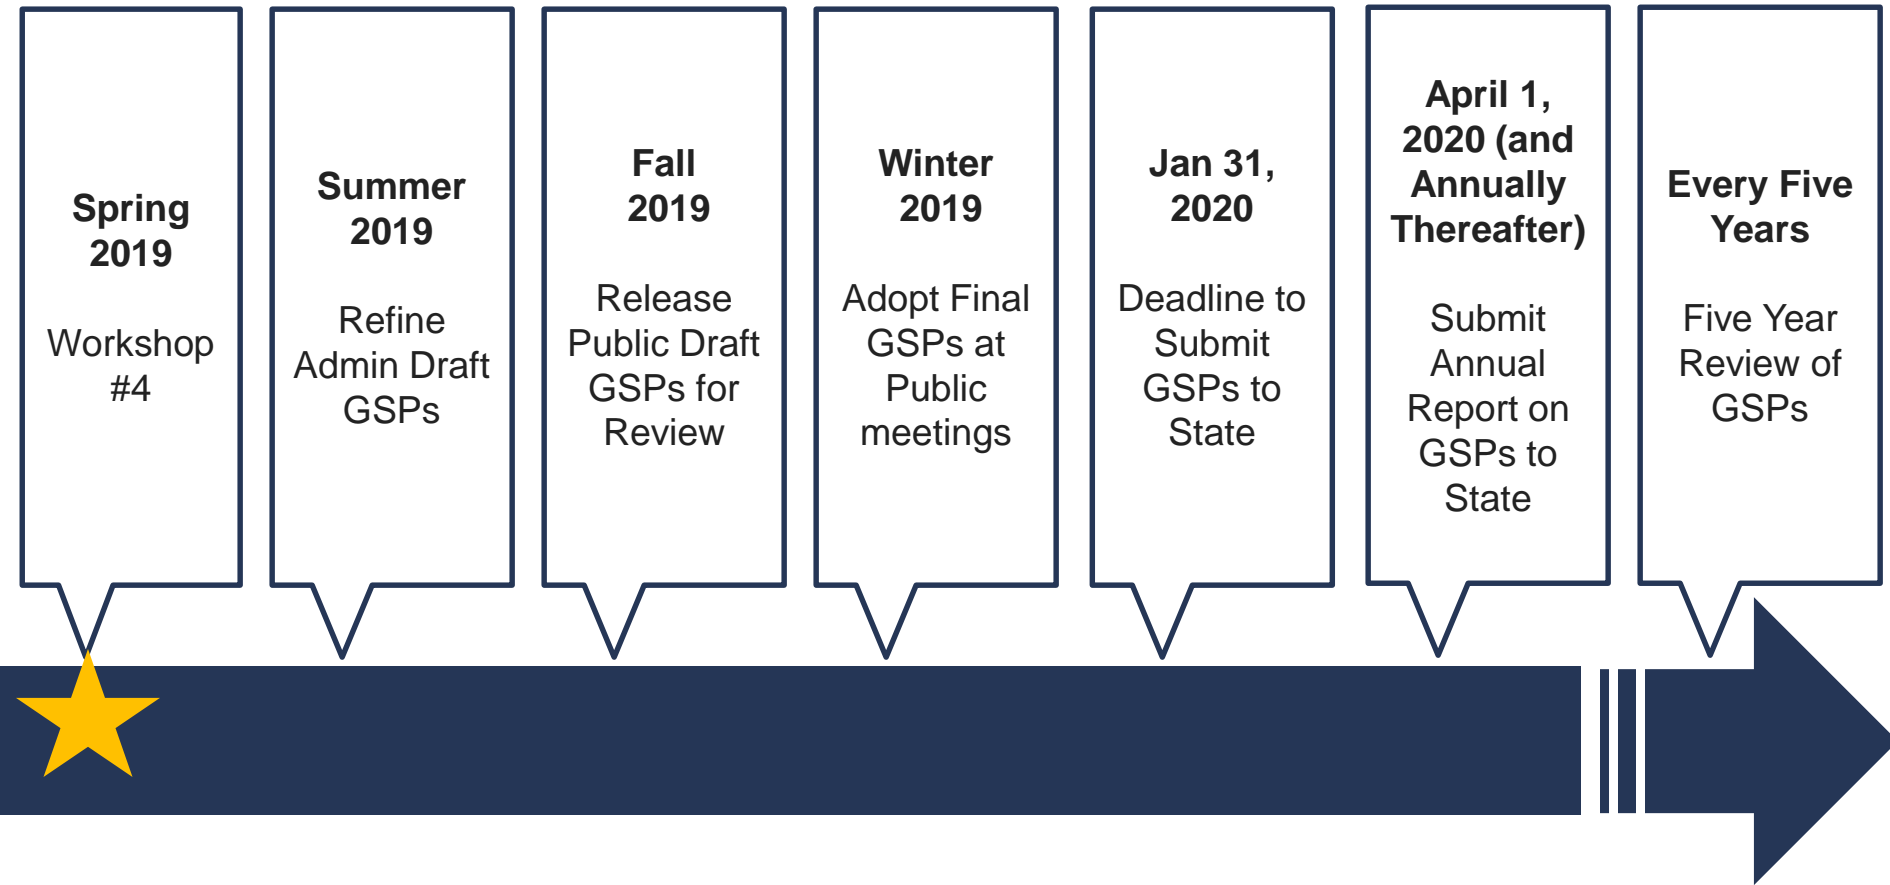 Spring
2019
Workshop
#4
Summer
2019
Refine
Admin Draft
GSPs
Fall
2019
Release
Public Draft
GSPs for
Review
Winter
2019
Adopt Final
GSPs at
Public
meetings
Jan 31,
2020
Deadline to
Submit
GSPs to
State
April 1,
2020 (and
Annually
Thereafter)
Submit
Annual
Report on
GSPs to
State
Every Five
Years
Five Year
Review of
GSPs